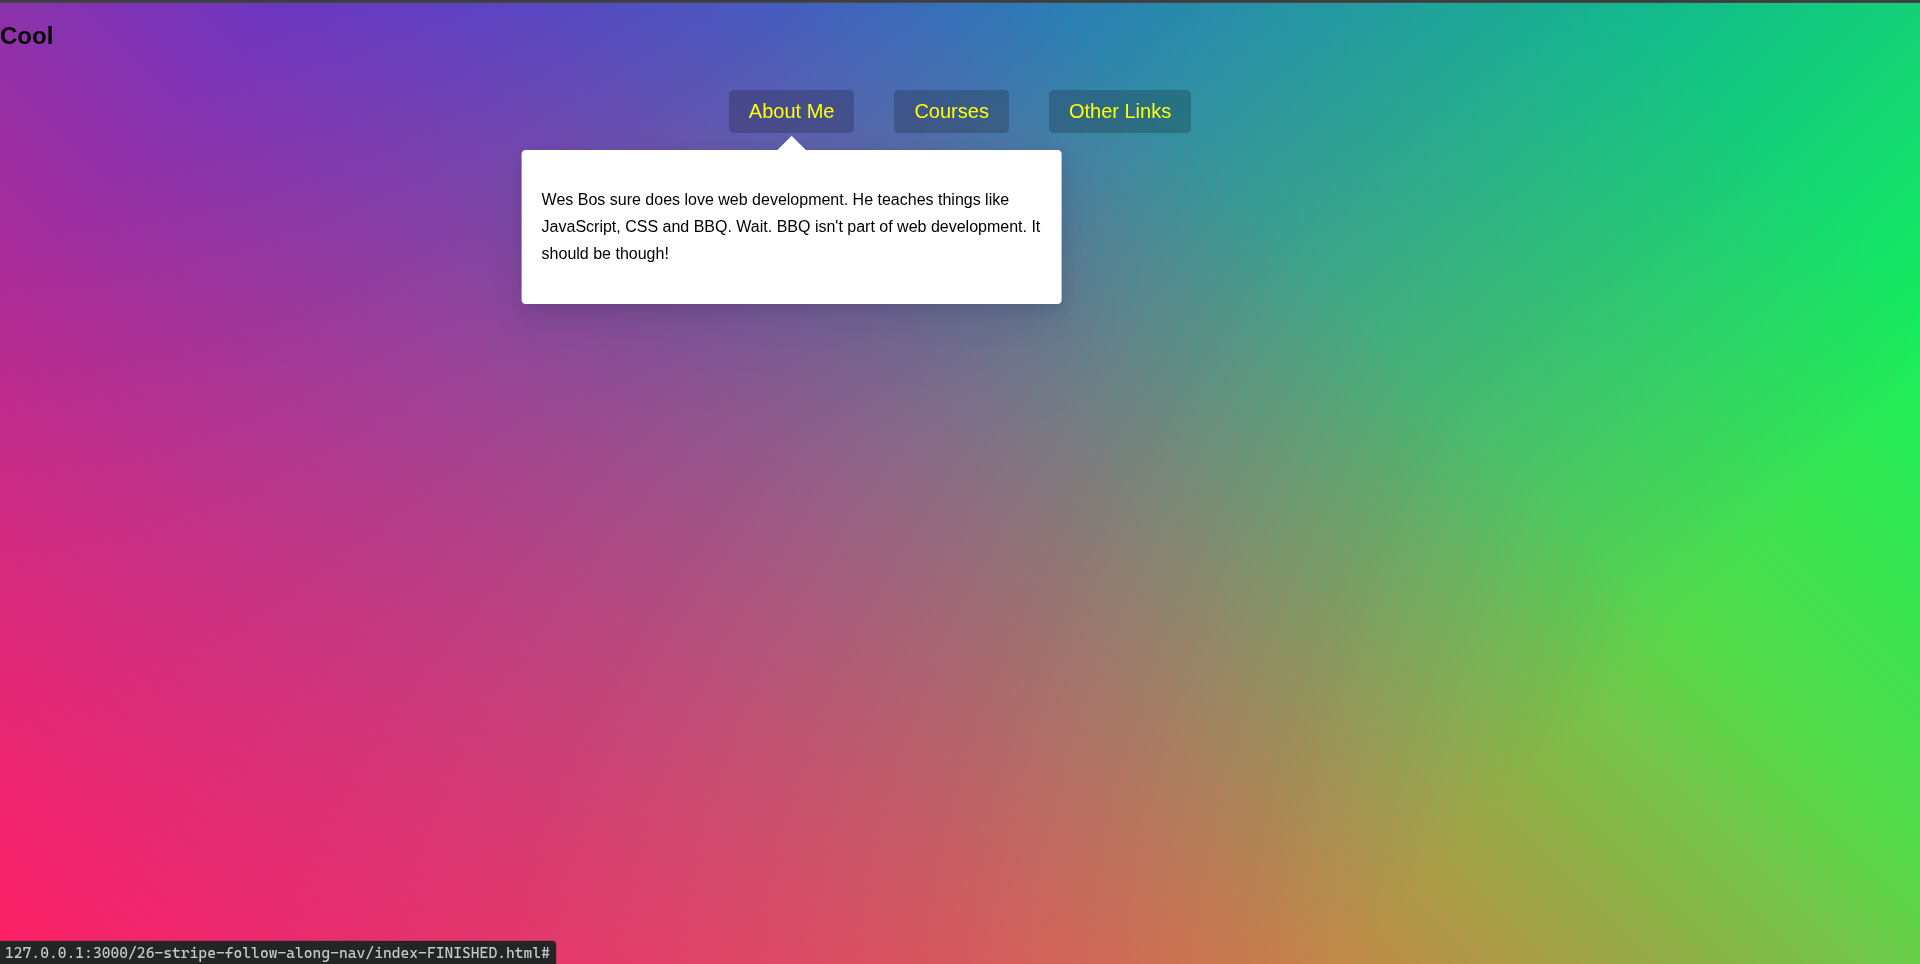 Cool
About Me
Courses
Other Links
Wes Bos sure does love web development. He teaches things like
JavaScript, CSS and BBQ. Wait. BBQ isn't part of web development. It
should be though!
127.0.0.1:3000/26-stripe-follow-along-nav/index-FINISHED.html#